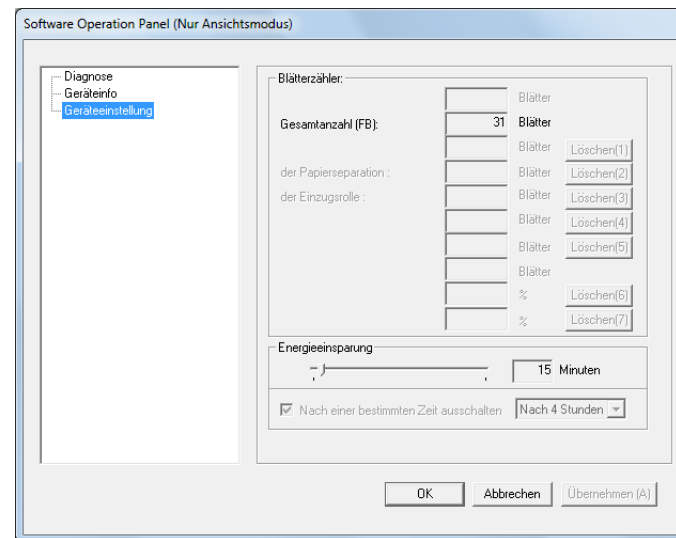 Software Operation Panel (Nur Ansichtsmodus)
Diagnose
Geräteinfo
Geräteeinstellung
Blätterzähler:
Blätter
Gesamtanzahl (FB): 31 Blätter
Blätter Löschen(1)
der Papierseparation : Blätter Löschen(2)
der Einzugsrolle : Blätter Löschen(3)
Blätter Löschen(4)
Blätter Löschen(5)
Blätter
% Löschen(6)
% Löschen(7)
Energieeinsparung
15 Minuten
Nach einer bestimmten Zeit ausschalten Nach 4 Stunden
OK Abbrechen Übernehmen (A)